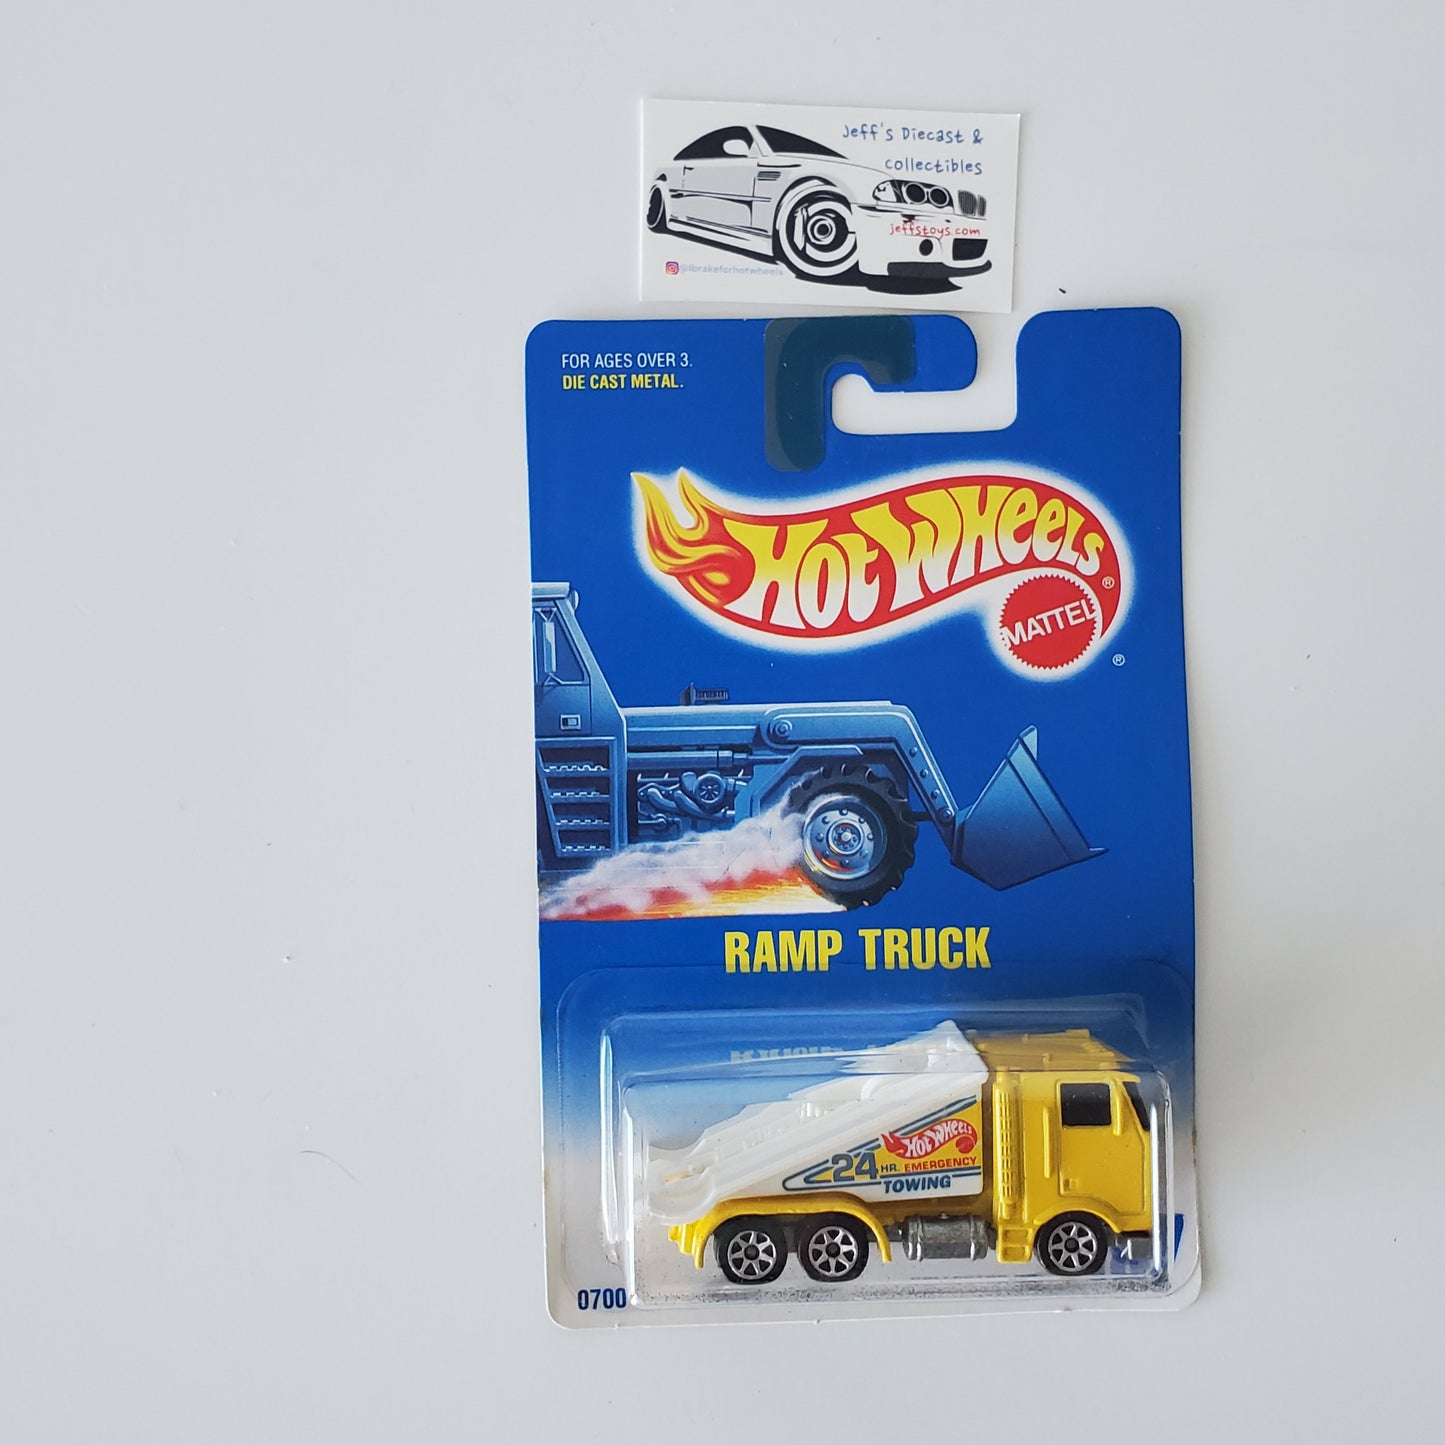 Jeff's Diecast &
collectibles
jeffstoys.com
@ibrakeforhotwheels
FOR AGES OVER 3.
DIE CAST METAL.
HOT WHEELS ®
MATTEL ®
RAMP TRUCK
HOT WHEELS
24 HR. EMERGENCY
TOWING
0700